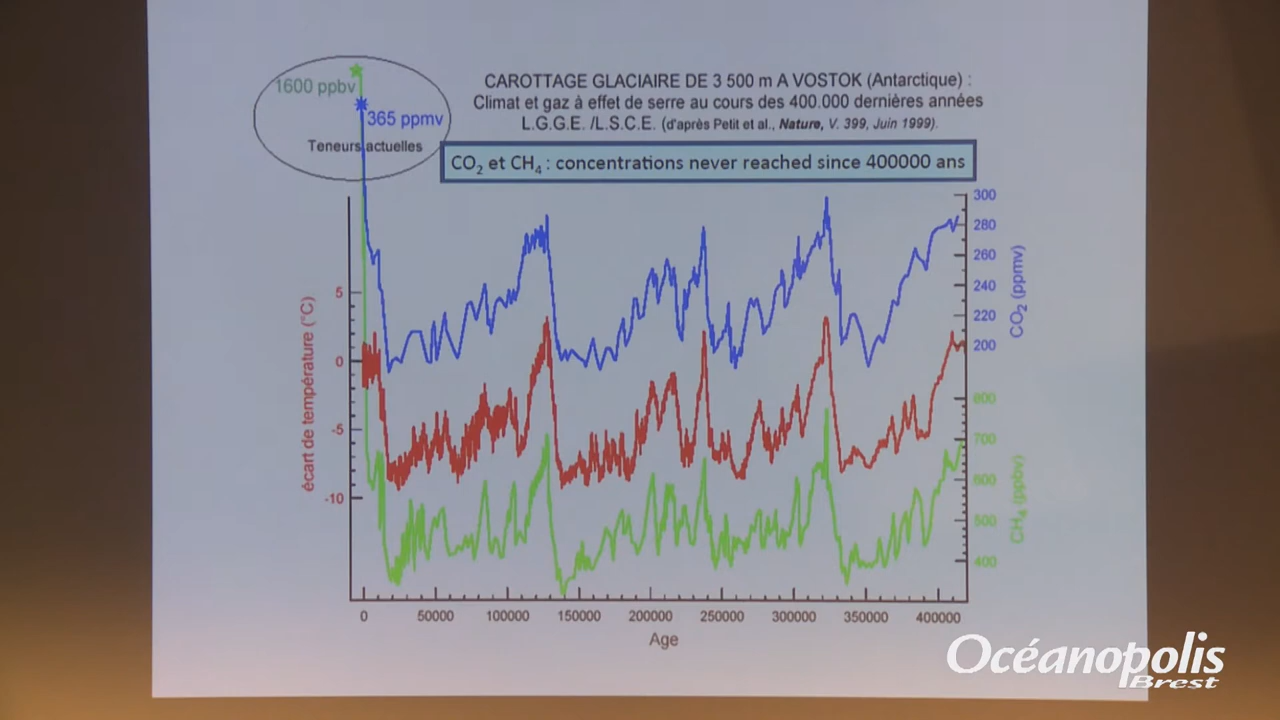 1600 ppbv
365 ppmv
Teneurs actuelles
CAROTTAGE GLACIAIRE DE 3 500 m A VOSTOK (Antarctique) :
Climat et gaz à effet de serre au cours des 400.000 dernières années
L.G.G.E. /L.S.C.E. (d'après Petit et al., Nature, V. 399, Juin 1999).
CO₂ et CH₄ : concentrations never reached since 400000 ans
écart de température (°C)
5
0
-5
-10
300
280
260
240
220
200
CO₂ (ppmv)
800
700
600
500
400
CH₄ (ppbv)
0 50000 100000 150000 200000 250000 300000 350000 400000
Age
Océanopolis
Brest